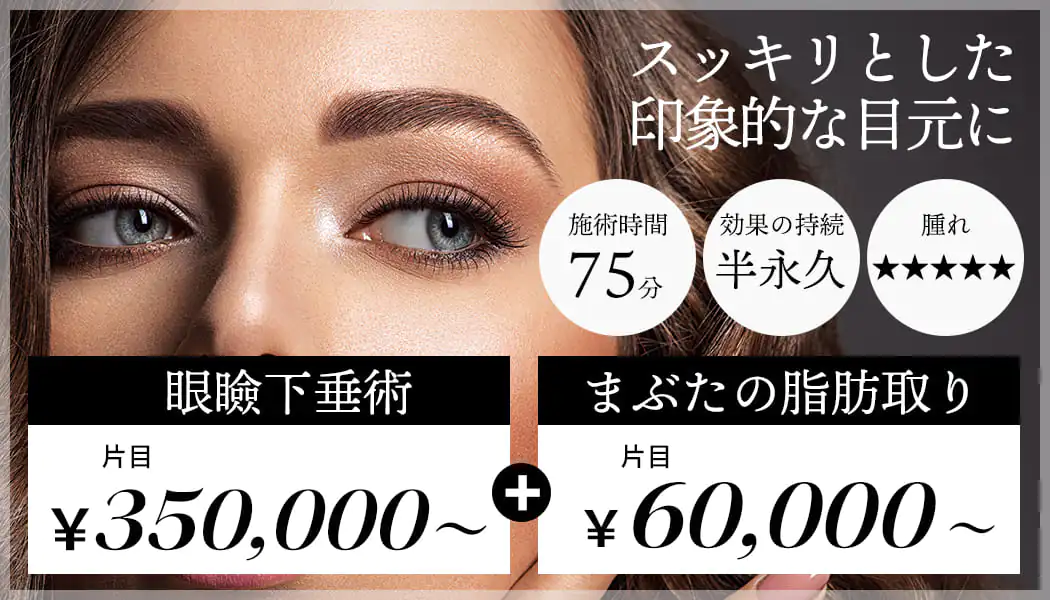 スッキリとした
印象的な目元に
施術時間
75分
効果の持続
半永久
腫れ
★★★★★
眼瞼下垂術
片目
¥350,000~
+
まぶたの脂肪取り
片目
¥60,000~